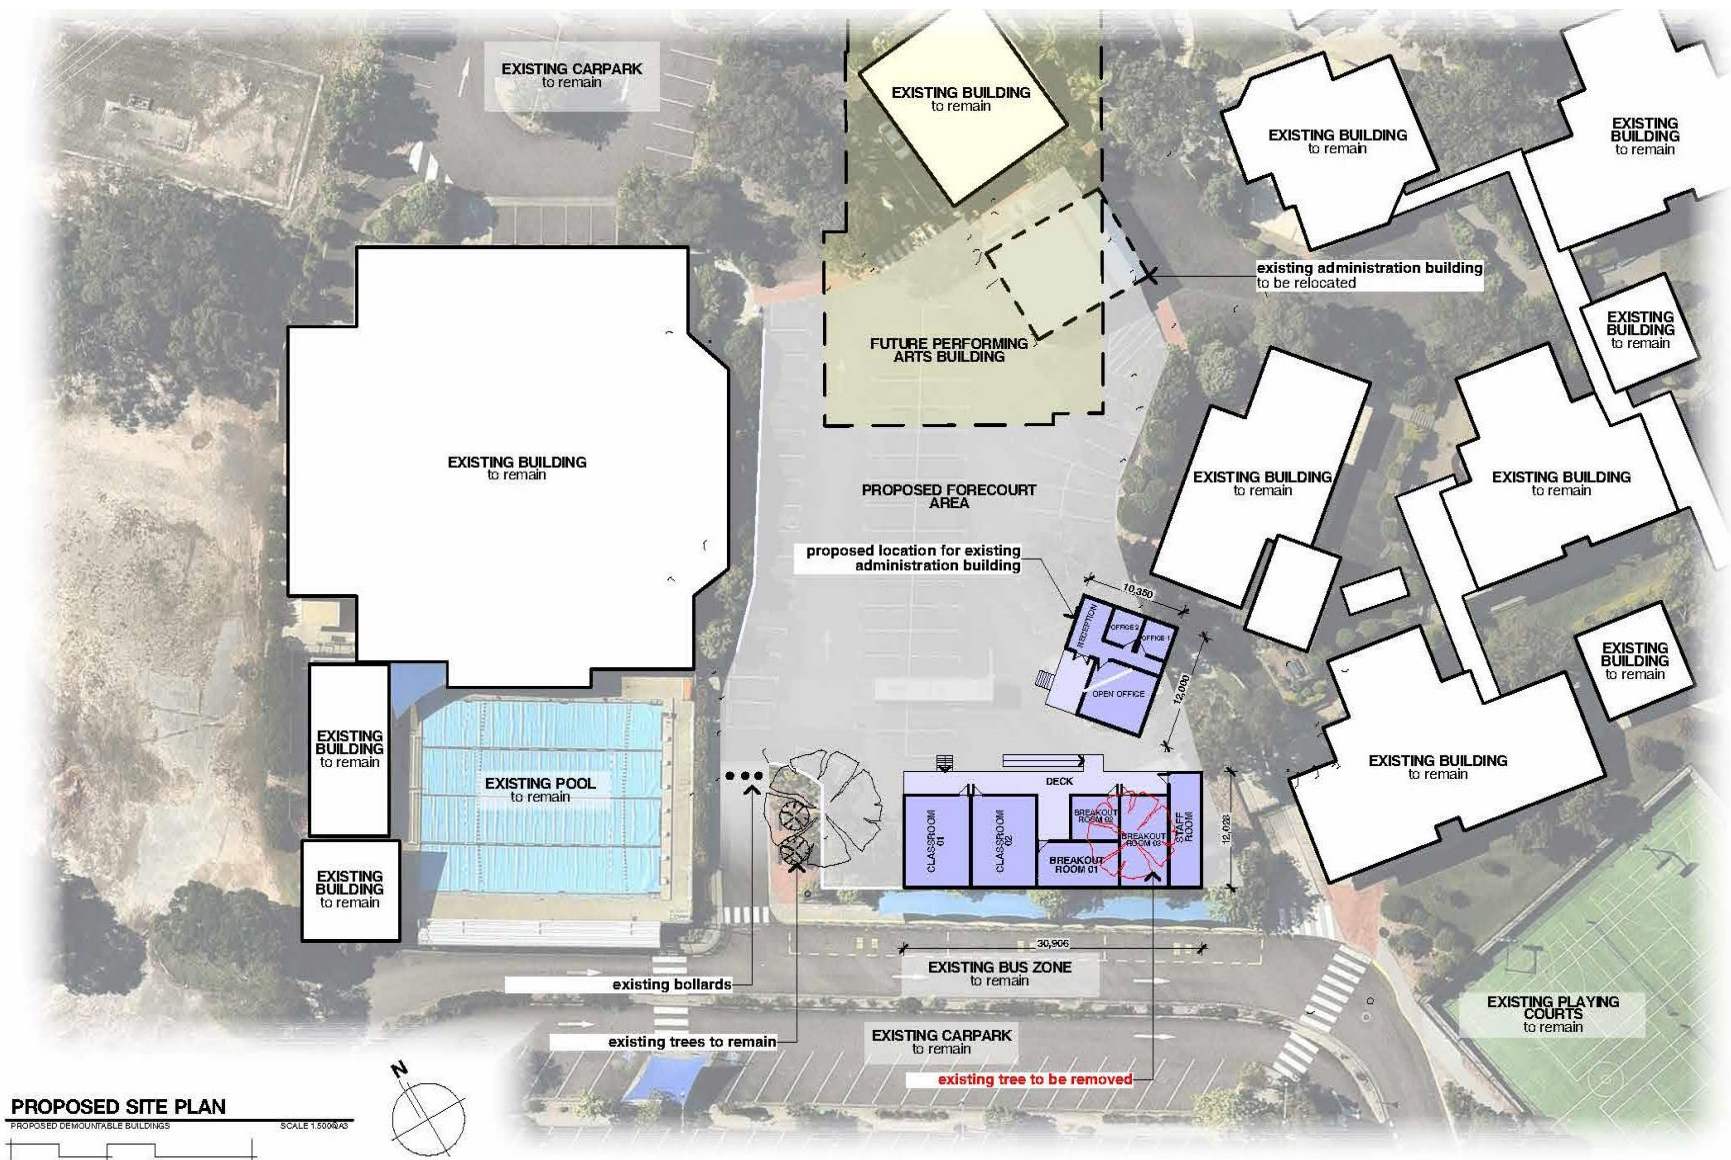 EXISTING CARPARK
to remain
EXISTING BUILDING
to remain
EXISTING BUILDING
to remain
EXISTING
BUILDING
to remain
existing administration building
to be relocated
EXISTING
BUILDING
to remain
FUTURE PERFORMING
ARTS BUILDING
EXISTING BUILDING
to remain
PROPOSED FORECOURT
AREA
EXISTING BUILDING
to remain
EXISTING BUILDING
to remain
proposed location for existing
administration building
10,350
RECEPTION
OFFICE 2
OFFICE 1
OPEN OFFICE
12,000
EXISTING
BUILDING
to remain
EXISTING
BUILDING
to remain
EXISTING POOL
to remain
EXISTING BUILDING
to remain
DECK
CLASSROOM
01
CLASSROOM
02
BREAKOUT
ROOM 02
BREAKOUT
ROOM 03
BREAKOUT
ROOM 01
STAFF
ROOM
12,028
EXISTING
BUILDING
to remain
30,906
EXISTING BUS ZONE
to remain
existing bollards
EXISTING PLAYING
COURTS
to remain
existing trees to remain
EXISTING CARPARK
to remain
existing tree to be removed
N
PROPOSED SITE PLAN
PROPOSED DEMOUNTABLE BUILDINGS
SCALE 1:500@A3